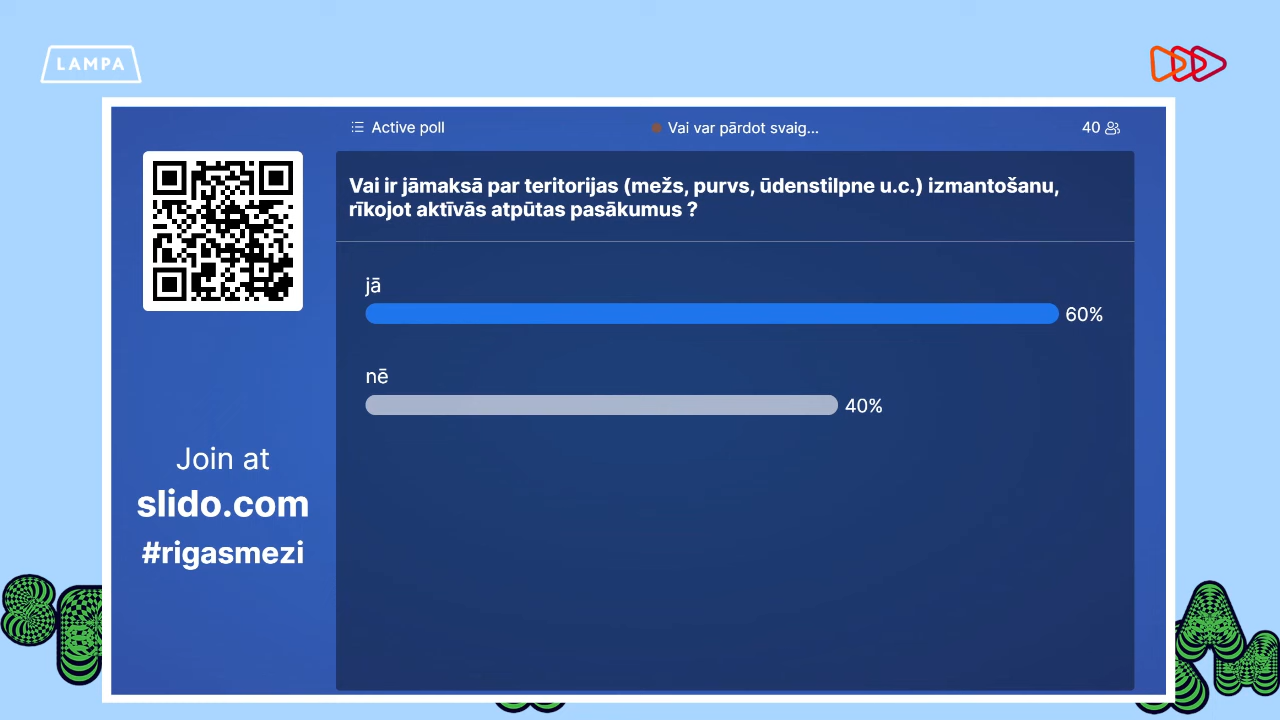 LAMPA
Active poll
Vai var pārdot svaig...
40
Vai ir jāmaksā par teritorijas (mežs, purvs, ūdenstilpne u.c.) izmantošanu,
rīkojot aktīvās atpūtas pasākumus ?
jā
60%
nē
40%
Join at
slido.com
#rigasmezi